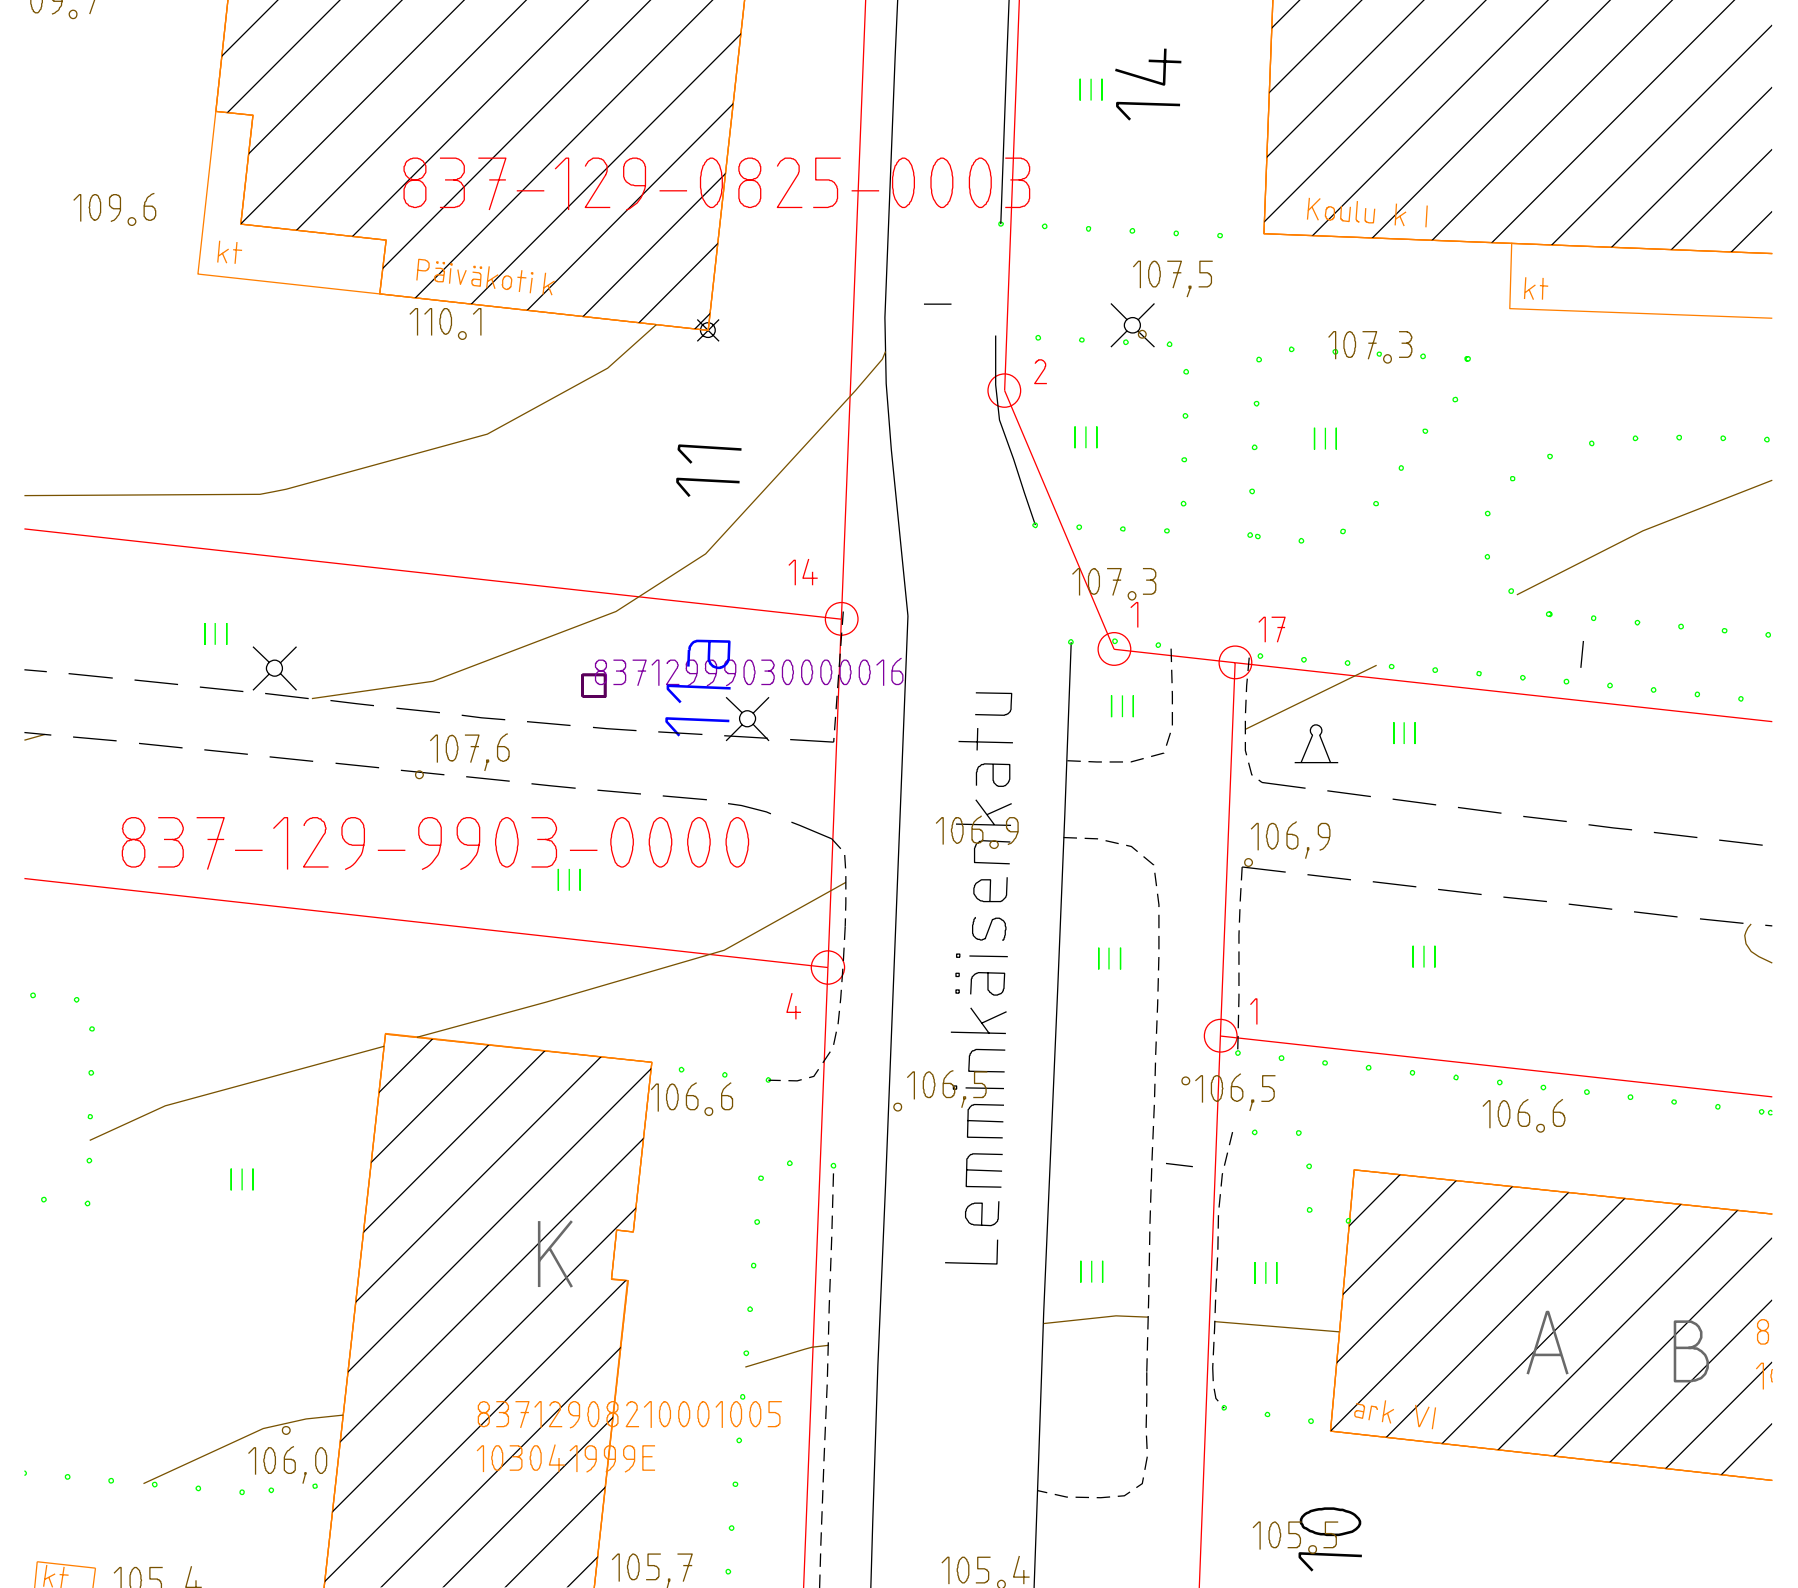 14
837-129-0825-0003
109.6
Koulu k I
kt
Päiväkoti k
107,5
kt
110.1
107.3
2
11
14
107.3
1
17
11a
837129999030000016
107,6
Lemminkäisenkatu
837-129-9903-0000
106.9
106,9
4
1
106.6
106,5
106,5
106.6
K
A
B
837129082100010​05
103041999E
ark VI
106,0
10
105.5
105,7
105.4
kt
105.4